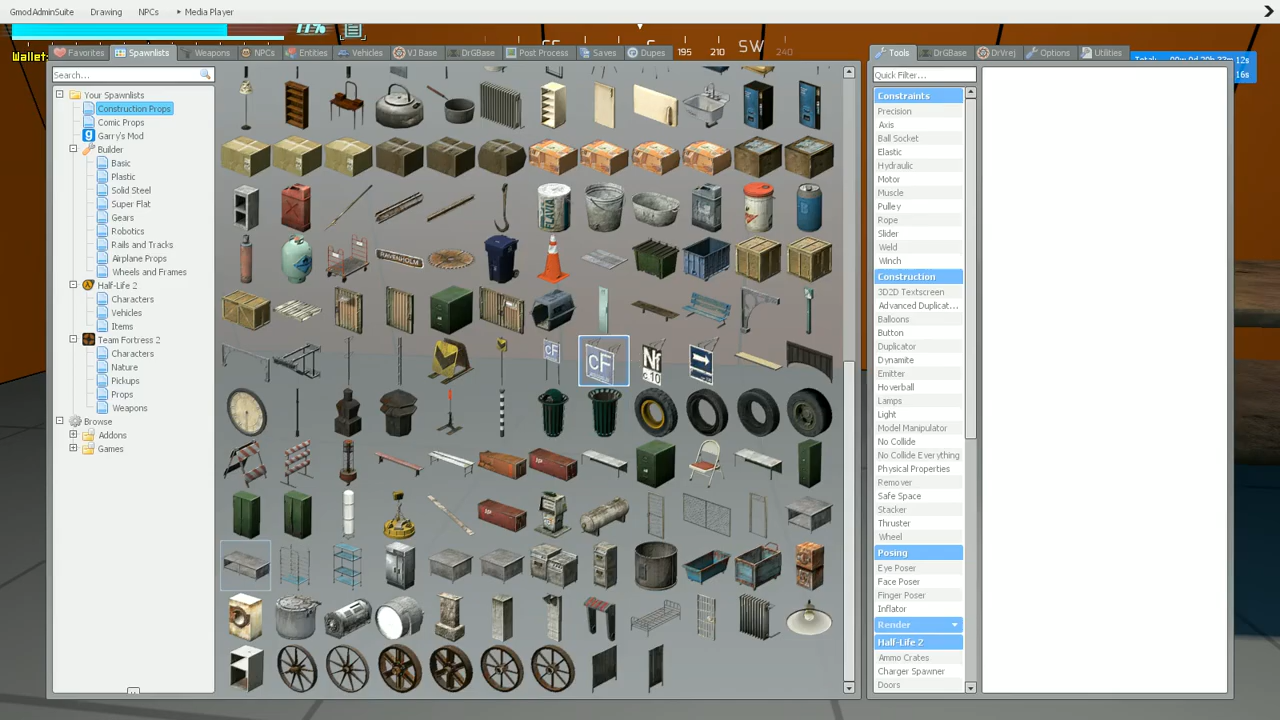 GmodAdminSuite Drawing NPCs Media Player
Wallet:
11%
SW
195 210 240
Favorites Spawnlists Weapons NPCs Entities Vehicles VJ Base DrGBase Post Process Saves Dupes
Tools DrGBase DrVrej Options Utilities
Search...
Your Spawnlists
Construction Props
Comic Props
Garry's Mod
Builder
Basic
Plastic
Solid Steel
Super Flat
Gears
Robotics
Rails and Tracks
Airplane Props
Wheels and Frames
Half-Life 2
Characters
Vehicles
Items
Team Fortress 2
Characters
Nature
Pickups
Props
Weapons
Browse
Addons
Games
RAVENHOLM
cF
cF
Nf
c10
Quick Filter...
Constraints
Precision
Axis
Ball Socket
Elastic
Hydraulic
Motor
Muscle
Pulley
Rope
Slider
Weld
Winch
Construction
3D2D Textscreen
Advanced Duplicat...
Balloons
Button
Duplicator
Dynamite
Emitter
Hoverball
Lamps
Light
Model Manipulator
No Collide
No Collide Everything
Physical Properties
Remover
Safe Space
Stacker
Thruster
Wheel
Posing
Eye Poser
Face Poser
Finger Poser
Inflator
Render
Half-Life 2
Ammo Crates
Charger Spawner
Doors